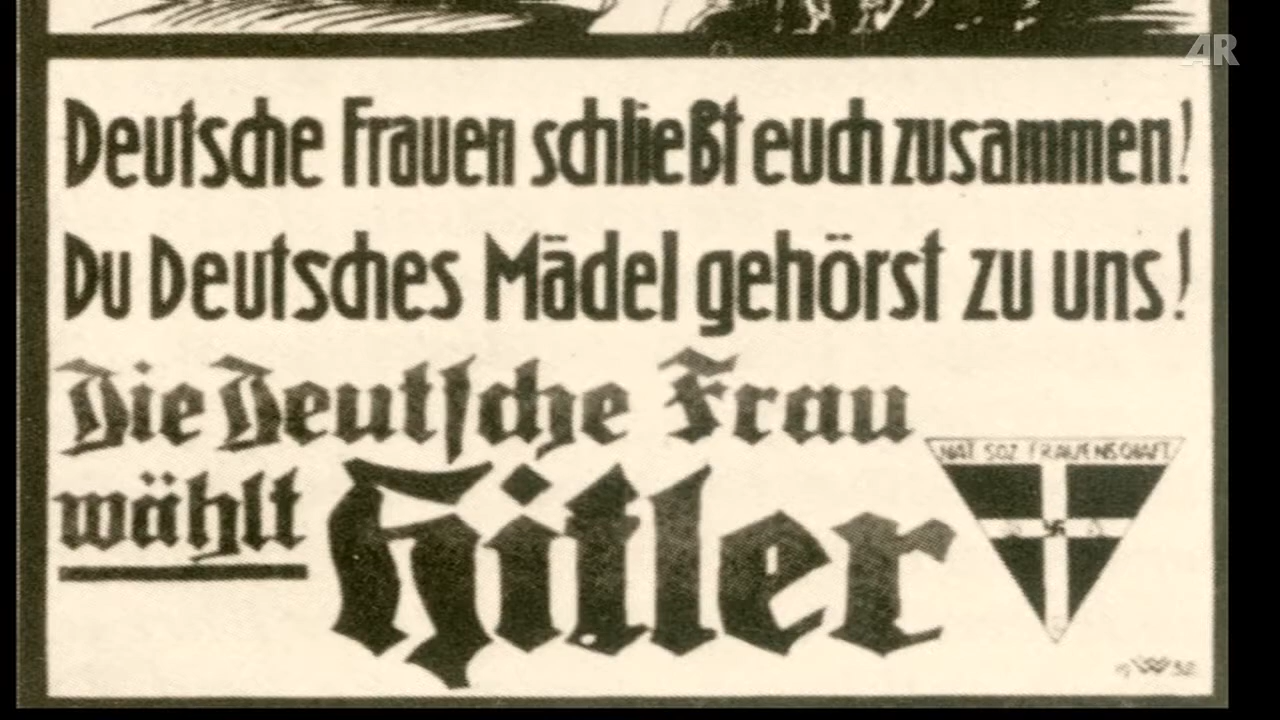 AR
Deutsche Frauen schließt euch zusammen!
Du Deutsches Mädel gehörst zu uns!
Die Deutsche Frau
wählt Hitler
NAT. SOZ. FRAUENSCHAFT.